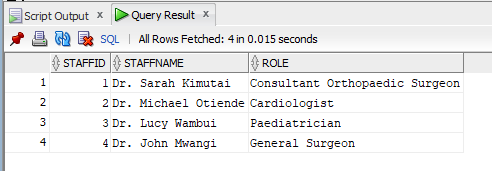 Script Output × Query Result ×
SQL | All Rows Fetched: 4 in 0.015 seconds
STAFFID STAFFNAME ROLE
1 1 Dr. Sarah Kimutai Consultant Orthopaedic Surgeon
2 2 Dr. Michael Otiende Cardiologist
3 3 Dr. Lucy Wambui Paediatrician
4 4 Dr. John Mwangi General Surgeon